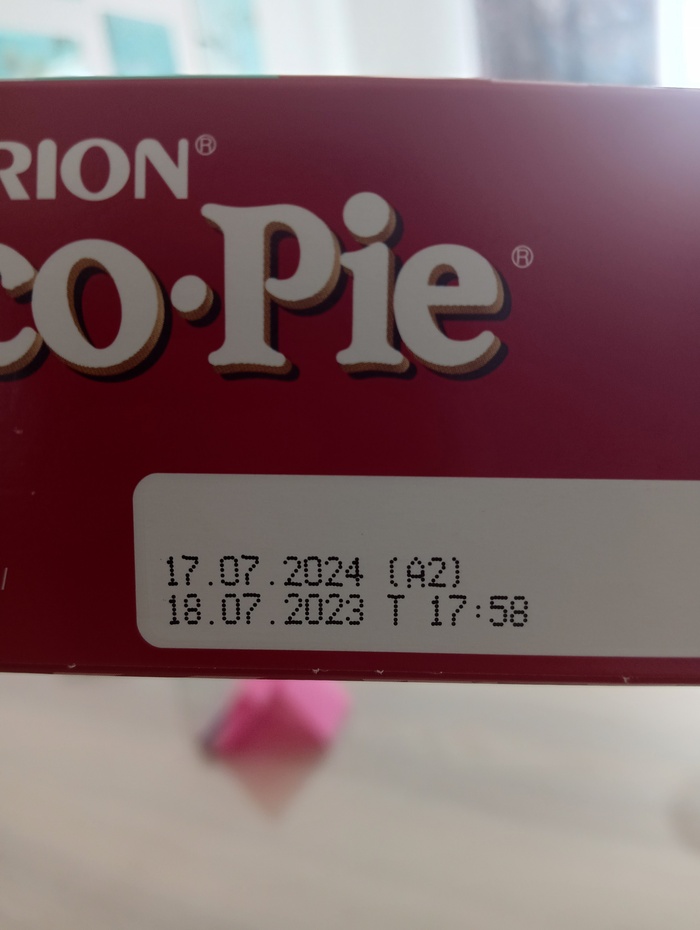 RION®
co·Pie®
17.07.2024 (A2)
18.07.2023 T 17:58